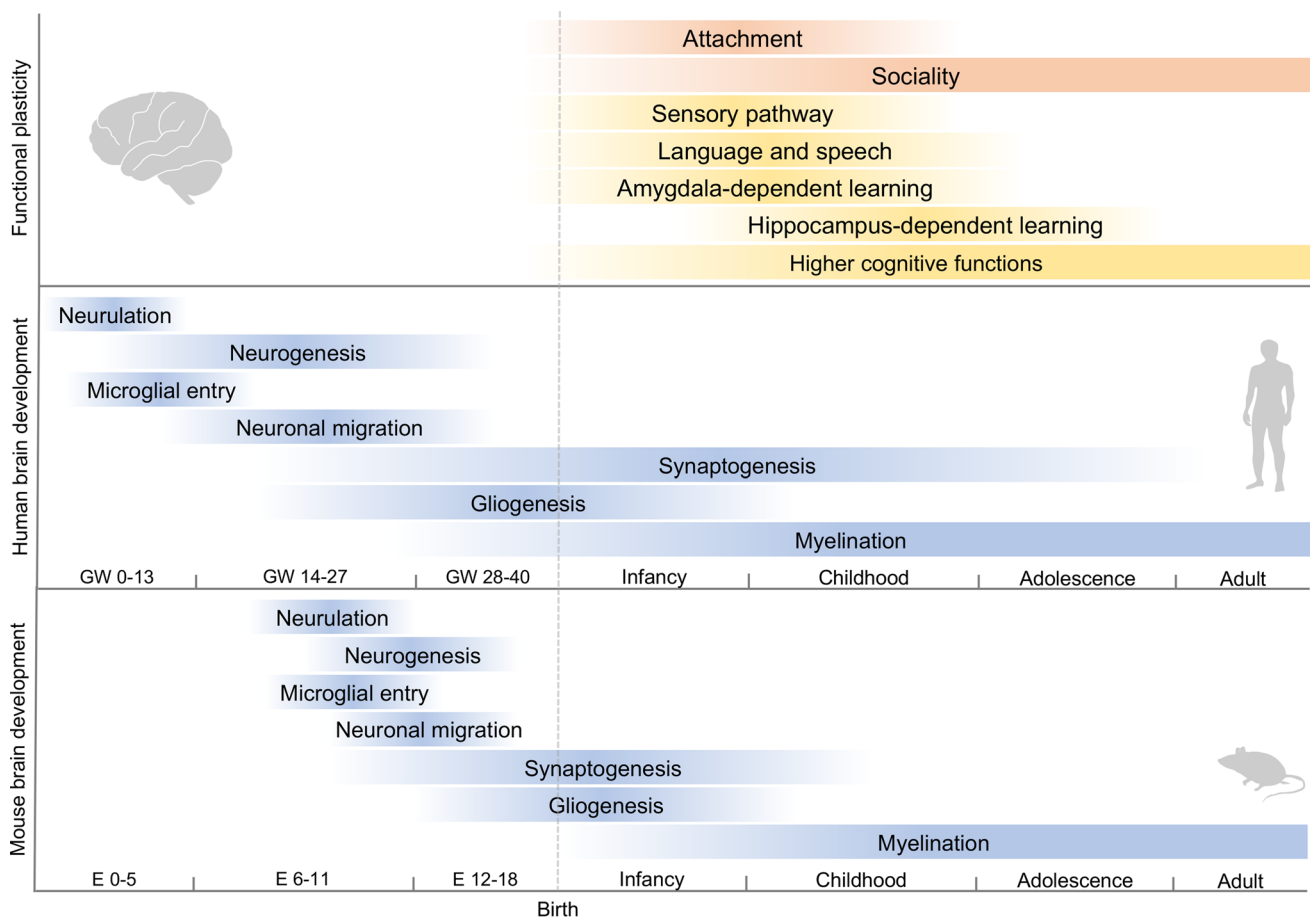 Functional plasticity
Attachment
Sociality
Sensory pathway
Language and speech
Amygdala-dependent learning
Hippocampus-dependent learning
Higher cognitive functions
Human brain development
Neurulation
Neurogenesis
Microglial entry
Neuronal migration
Synaptogenesis
Gliogenesis
Myelination
GW 0-13 GW 14-27 GW 28-40 Infancy Childhood Adolescence Adult
Mouse brain development
Neurulation
Neurogenesis
Microglial entry
Neuronal migration
Synaptogenesis
Gliogenesis
Myelination
E 0-5 E 6-11 E 12-18 Infancy Childhood Adolescence Adult
Birth